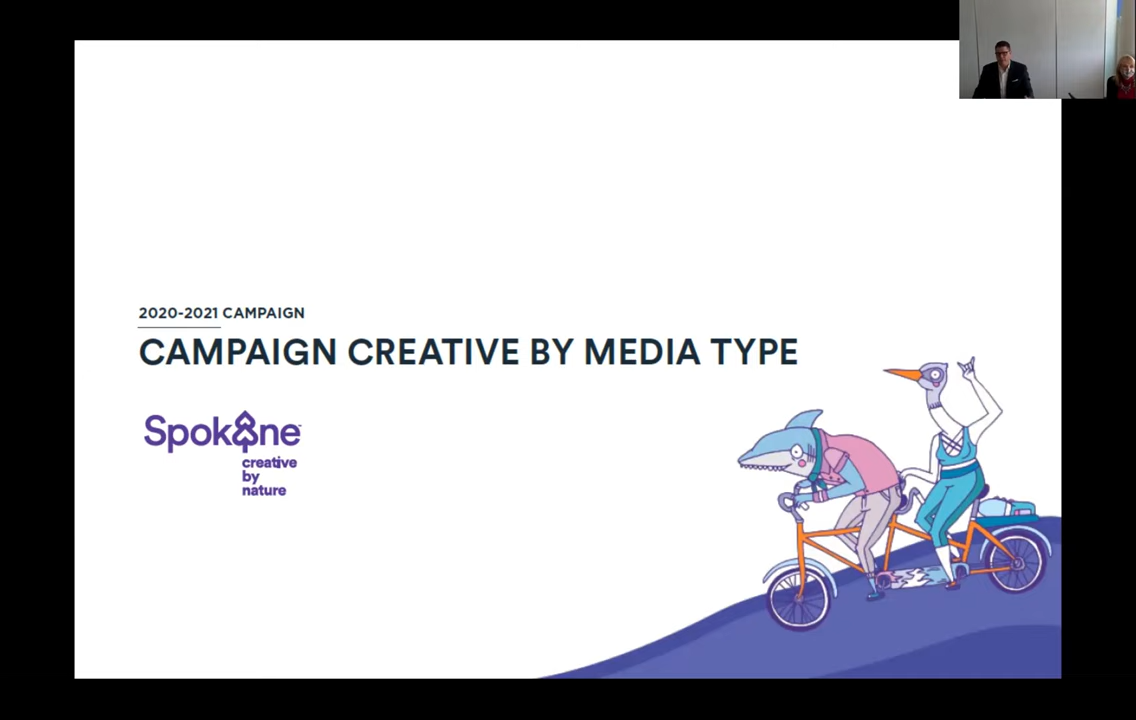 2020-2021 CAMPAIGN
CAMPAIGN CREATIVE BY MEDIA TYPE
Spokane
creative
by
nature